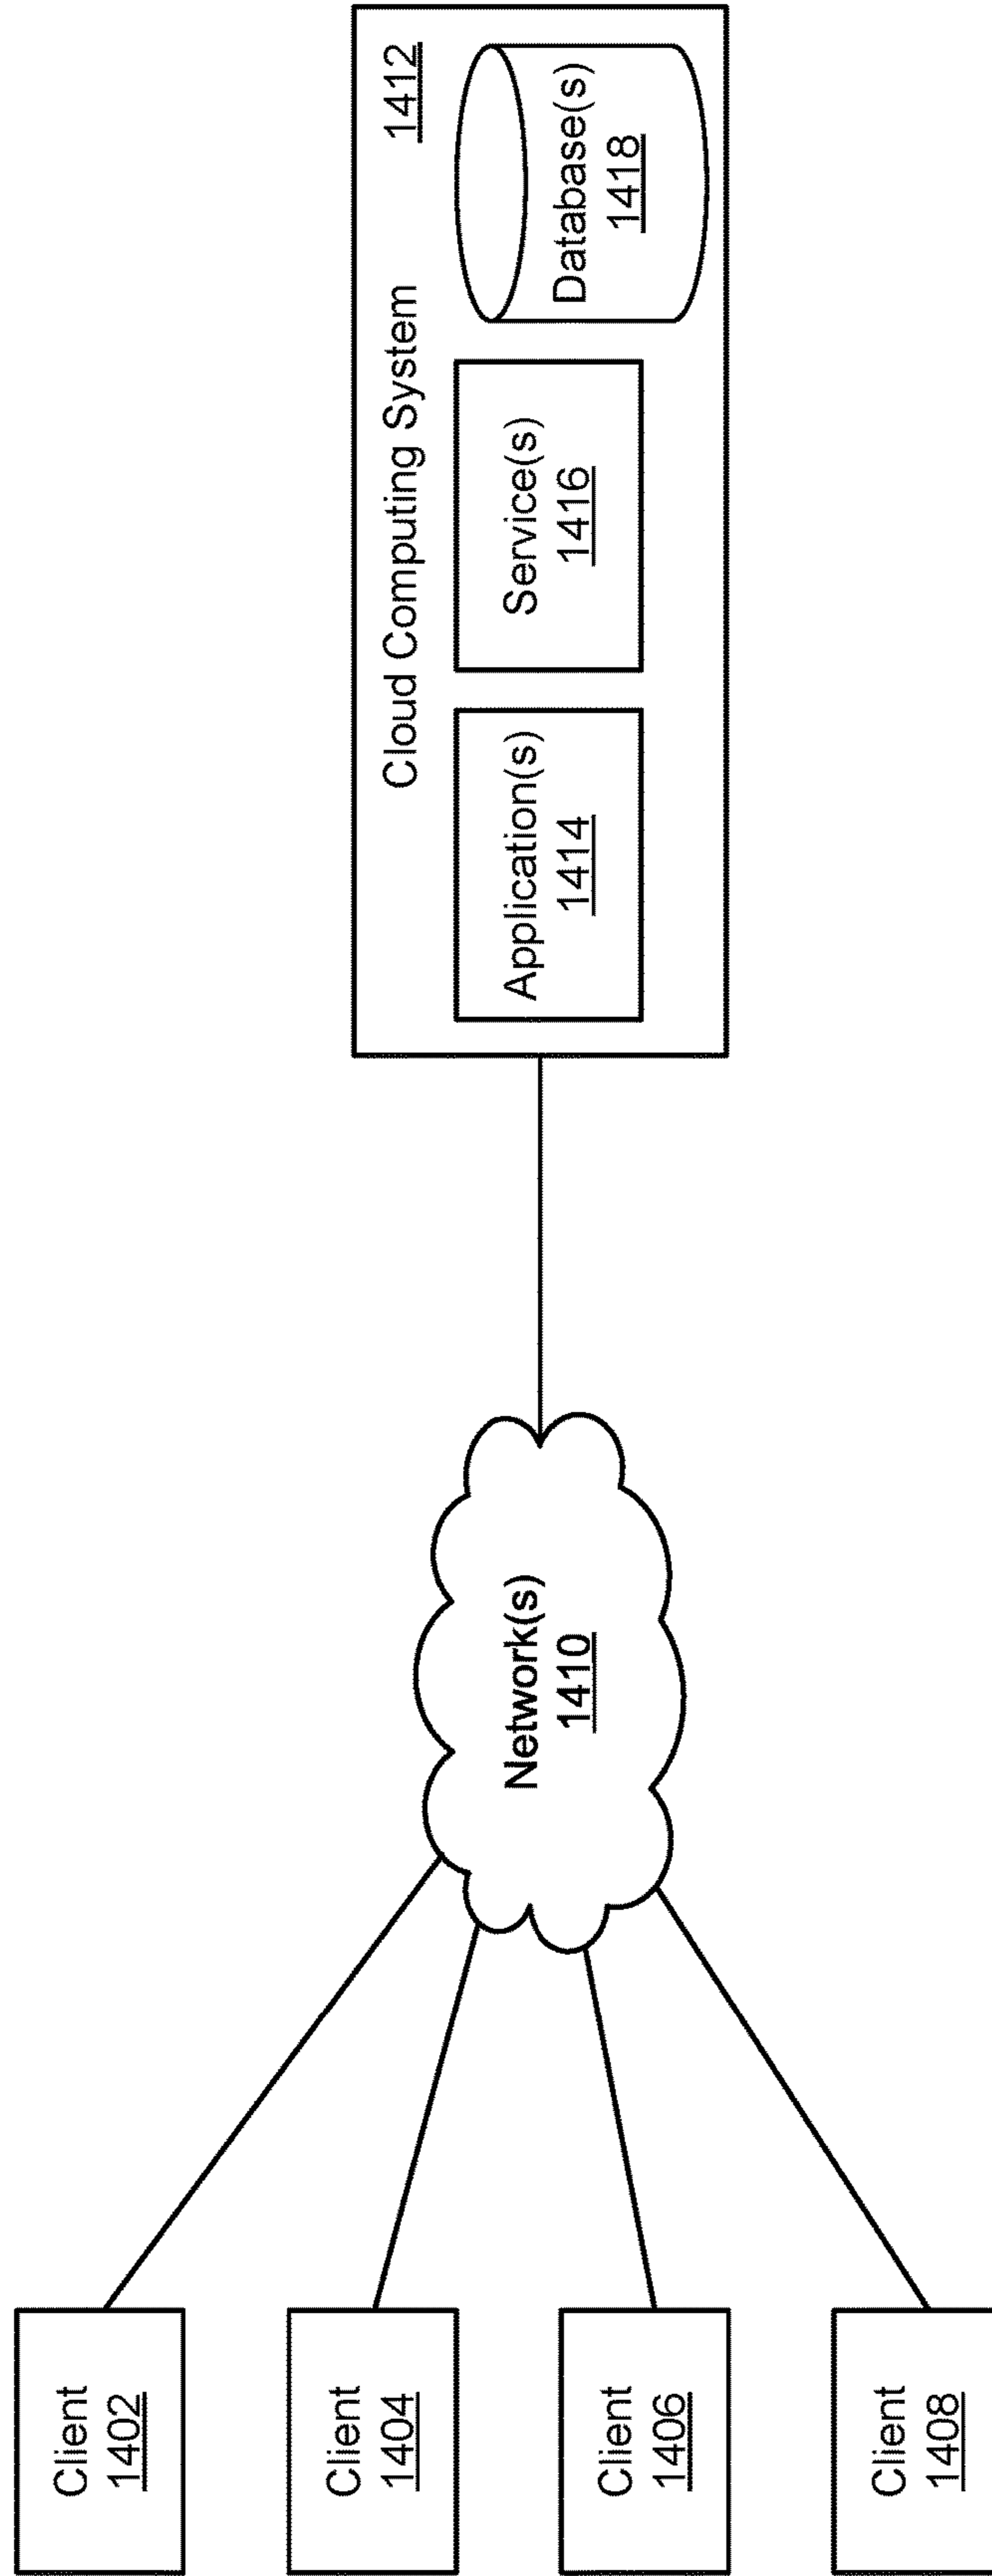 Client
1402
Client
1404
Client
1406
Client
1408
Network(s)
1410
Cloud Computing System
1412
Application(s)
1414
Service(s)
1416
Database(s)
1418